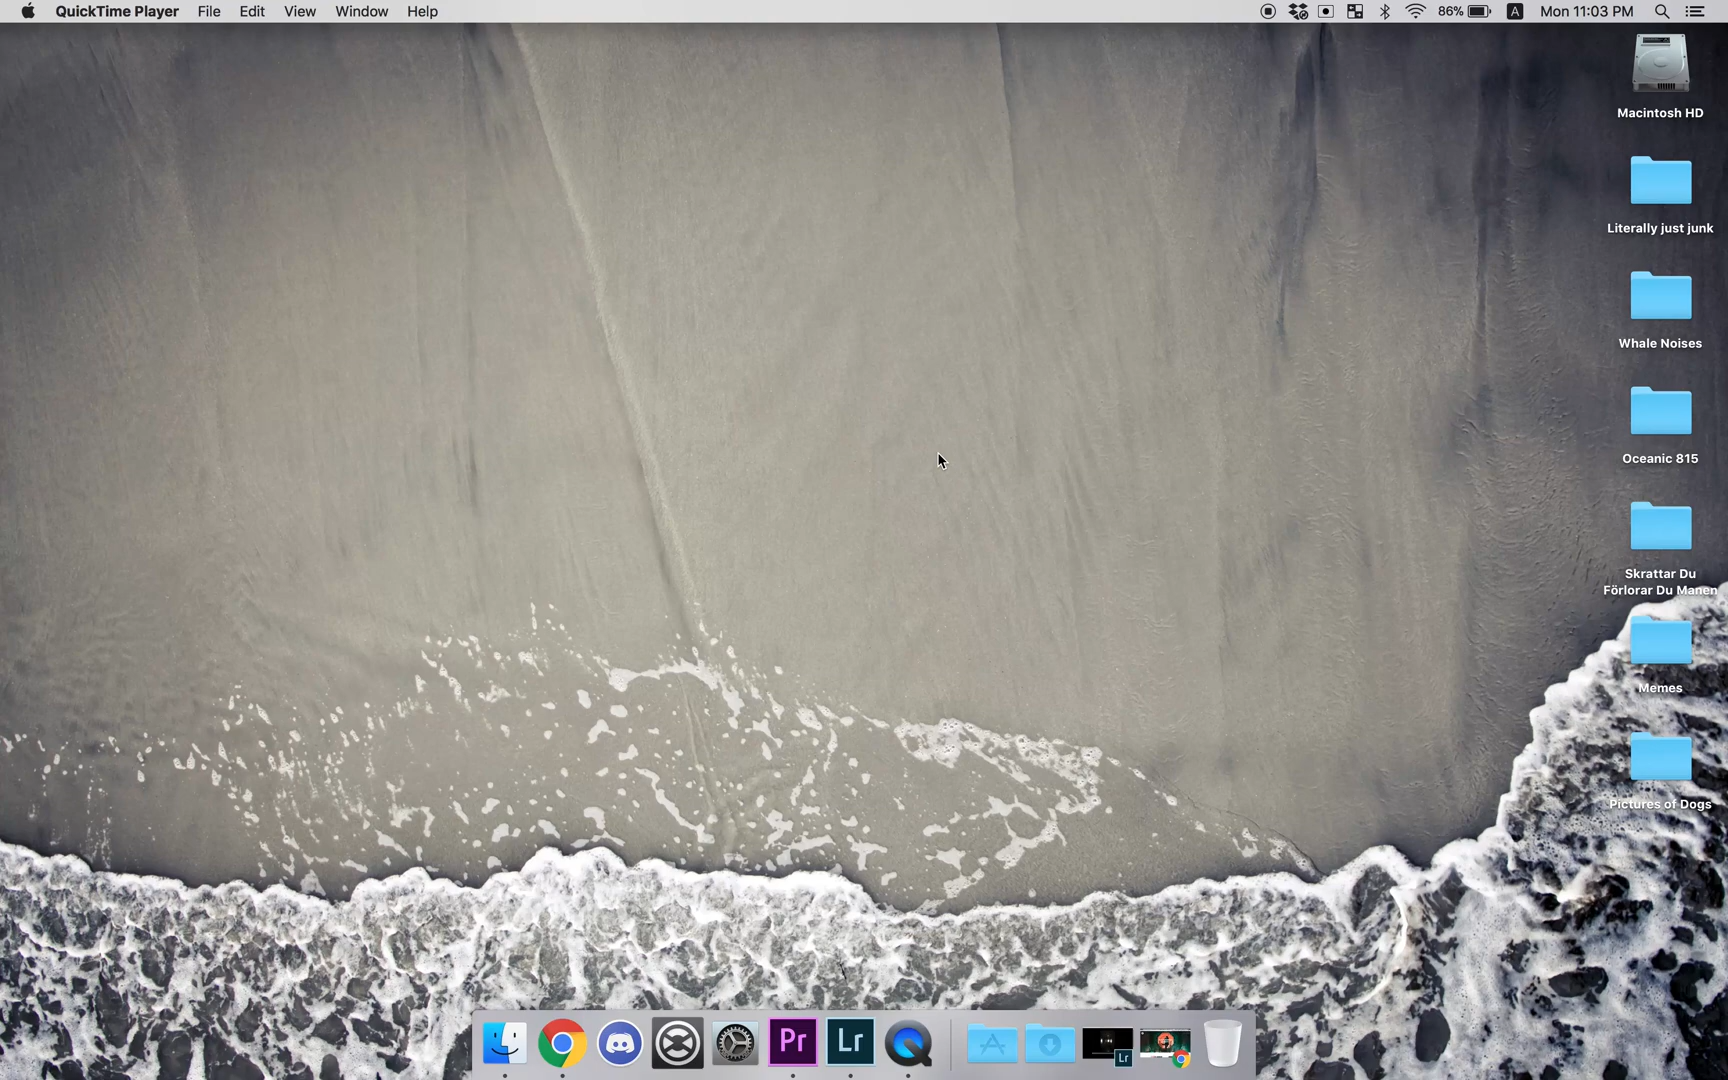 QuickTime Player File Edit View Window Help 86% A Mon 11:03 PM
Macintosh HD
Literally just junk
Whale Noises
Oceanic 815
Skrattar Du
Förlorar Du Manen
Memes
Pictures of Dogs
Pr Lr Lr